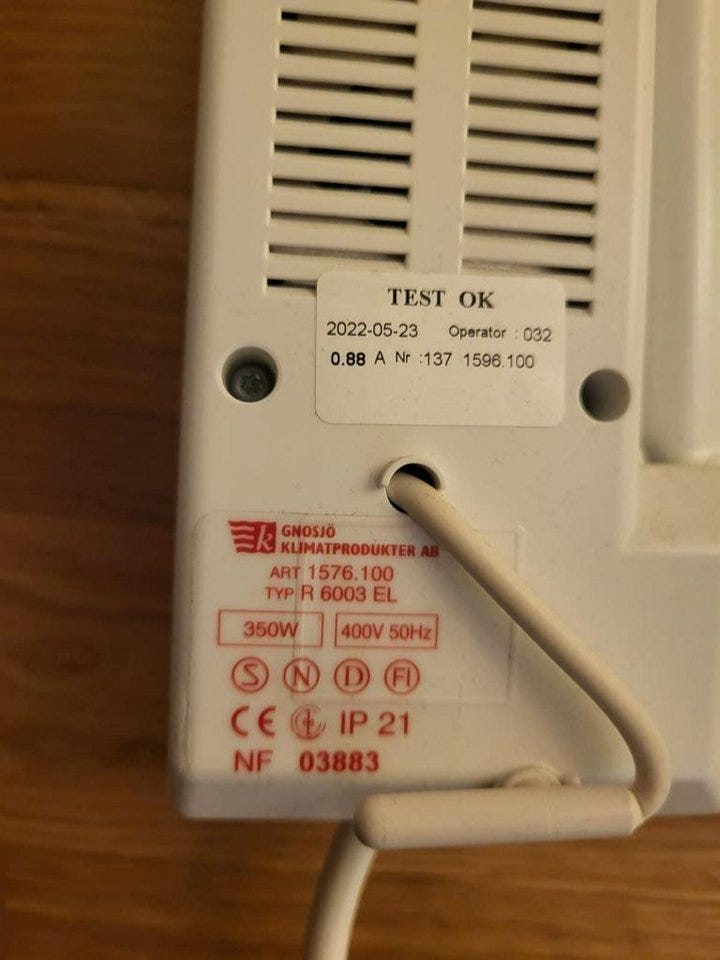 TEST OK
2022-05-23 Operator : 032
0.88 A Nr :137 1596.100
k GNOSJÖ
KLIMATPRODUKTER AB
ART 1576.100
TYP R 6003 EL
350W 400V 50Hz
S N D FI
CE IP 21
NF 03883